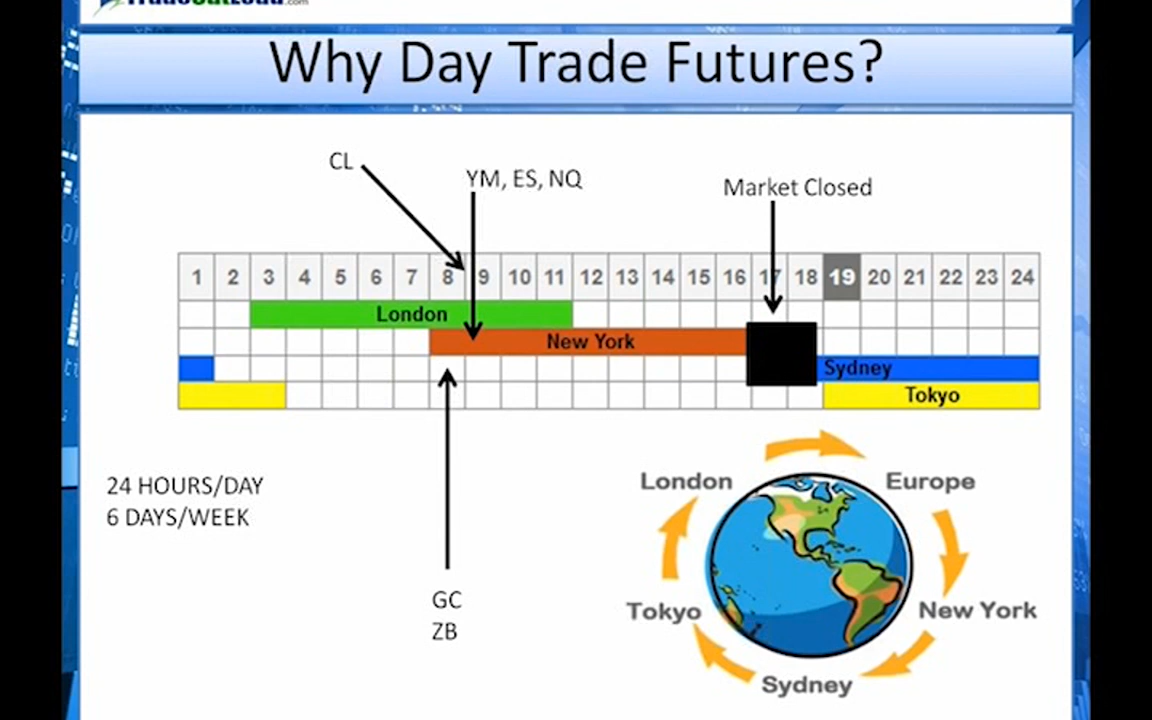 .com
Why Day Trade Futures?
CL
YM, ES, NQ
Market Closed
1 2 3 4 5 6 7 8 9 10 11 12 13 14 15 16 17 18 19 20 21 22 23 24
London
New York
Sydney
Tokyo
24 HOURS/DAY
6 DAYS/WEEK
GC
ZB
London
Europe
Tokyo
New York
Sydney